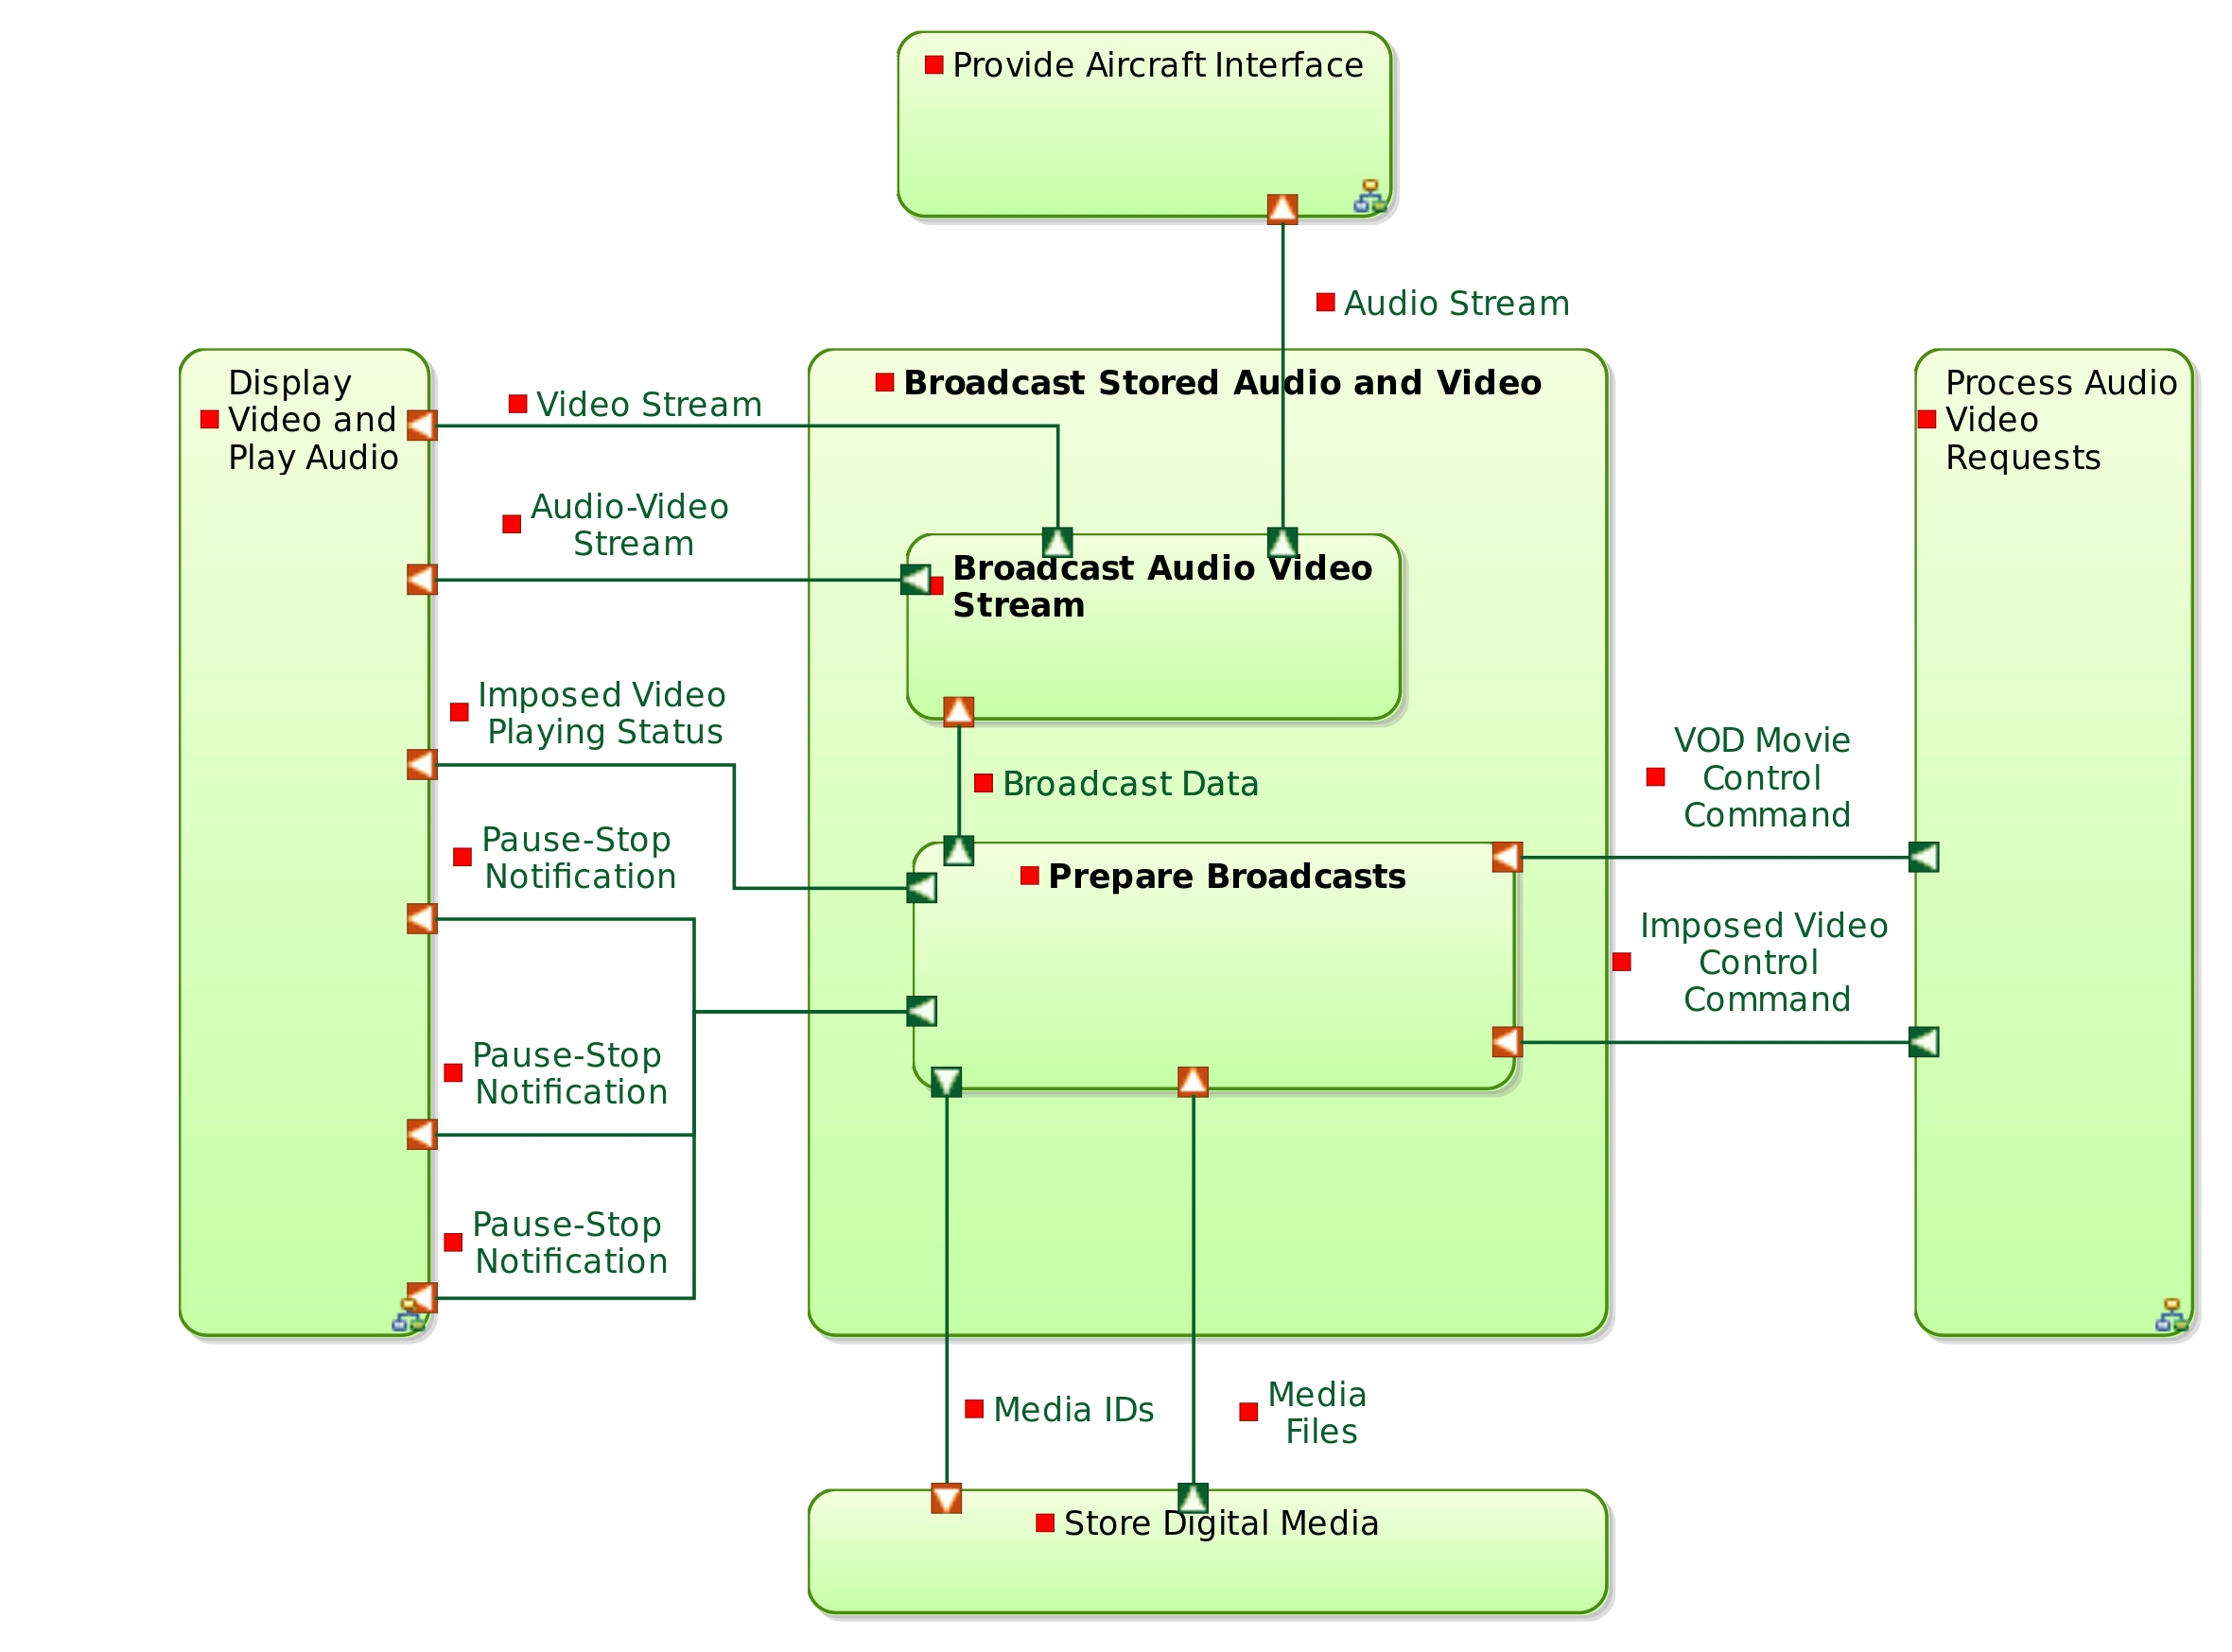 Provide Aircraft Interface
Audio Stream
Display
Video and
Play Audio
Video Stream
Audio-Video
Stream
Imposed Video
Playing Status
Pause-Stop
Notification
Pause-Stop
Notification
Pause-Stop
Notification
Broadcast Stored Audio and Video
Broadcast Audio Video
Stream
Broadcast Data
Prepare Broadcasts
Process Audio
Video
Requests
VOD Movie
Control
Command
Imposed Video
Control
Command
Media IDs
Media
Files
Store Digital Media